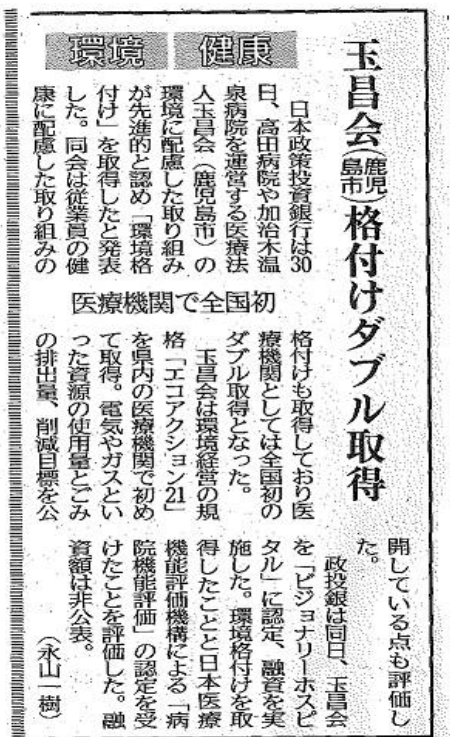 環境 健康
玉昌会(鹿児島市)格付けダブル取得
医療機関で全国初
日本政策投資銀行は30
日、高田病院や加治木温
泉病院を運営する医療法
人玉昌会(鹿児島市)の
環境に配慮した取り組み
が先進的と認め「環境格
付け」を取得したと発表
した。同会は従業員の健
康に配慮した取り組みの
格付けも取得しており医
療機関としては全国初の
ダブル取得となった。
玉昌会は環境経営の規
格「エコアクション21」
を県内の医療機関で初め
て取得。電気やガスとい
った資源の使用量とごみ
の排出量、削減目標を公
開している点も評価し
た。
政投銀は同日、玉昌会
を「ビジョナリーホスピ
タル」に認定、融資を実
施した。環境格付けを取
得したことと日本医療
機能評価機構による「病
院機能評価」の認定を受
けたことを評価した。融
資額は非公表。
(永山一樹)